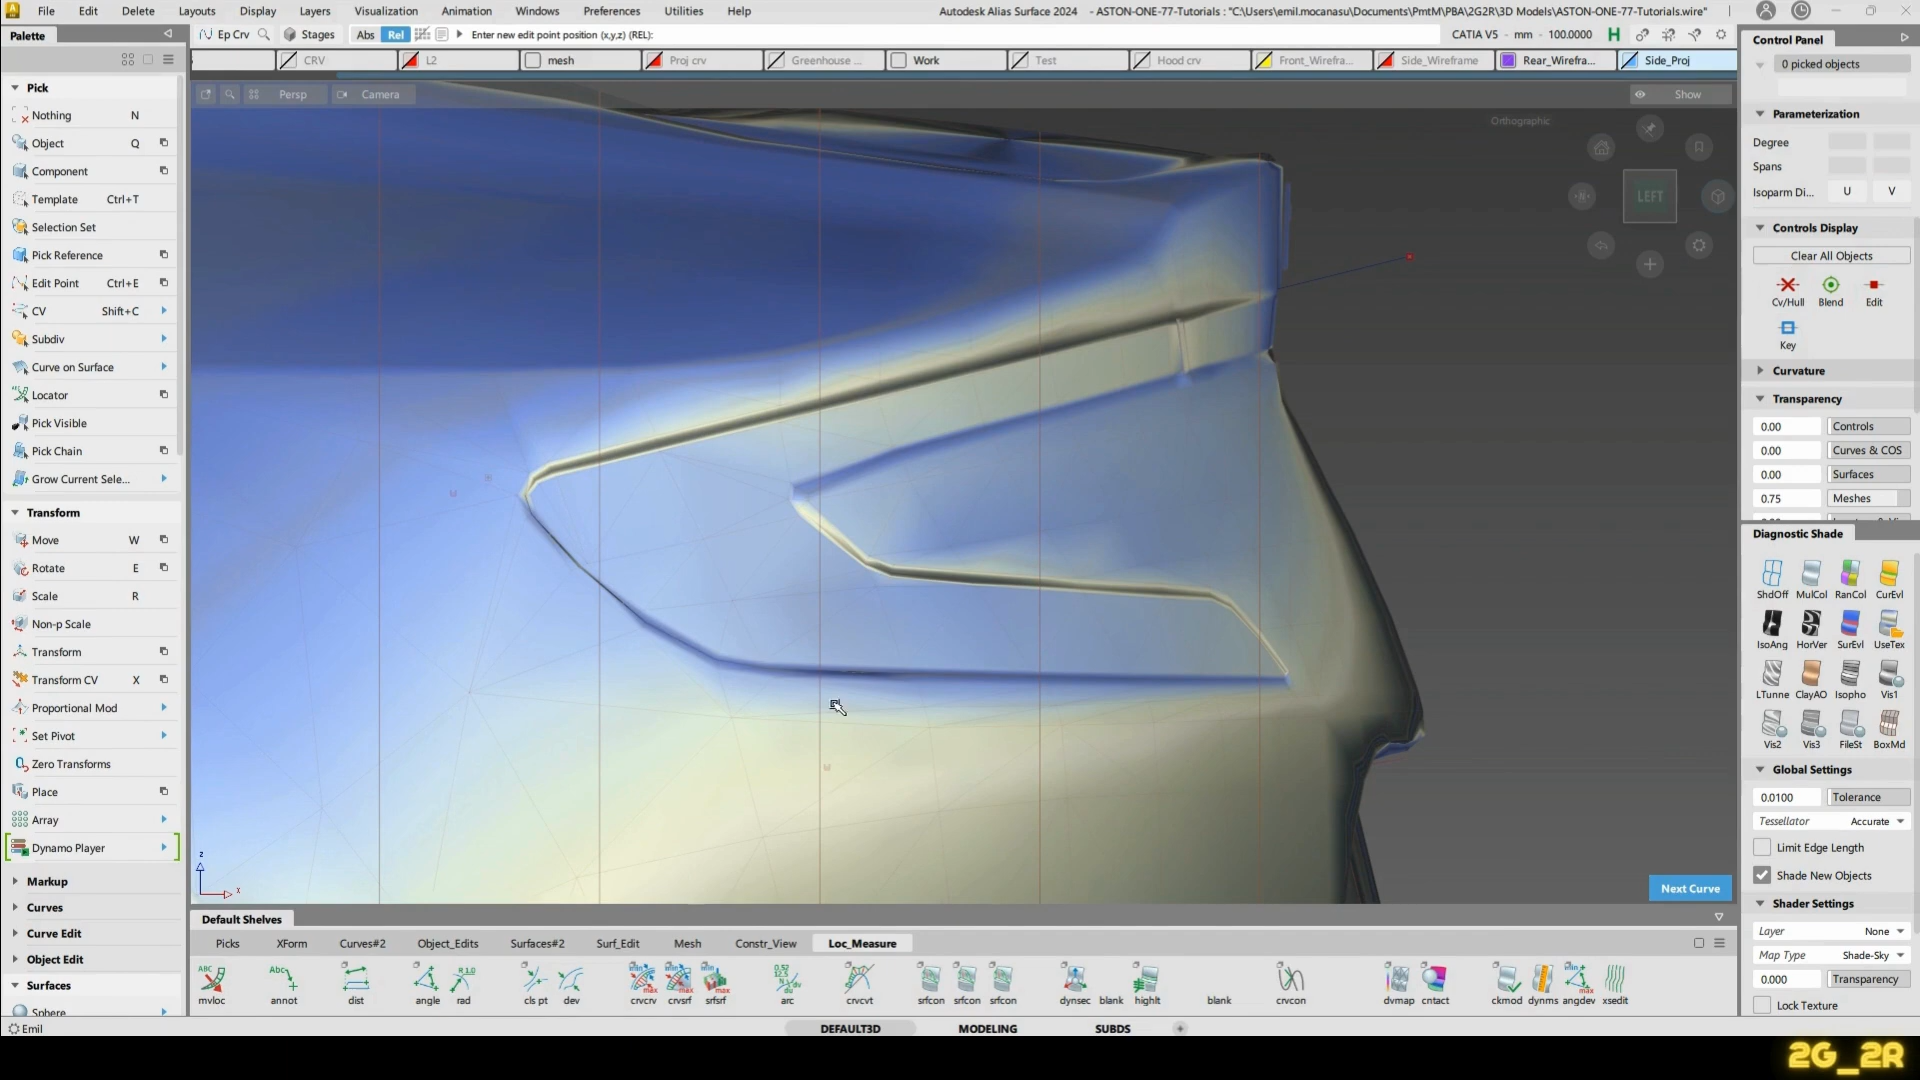 File Edit Delete Layouts Display Layers Visualization Animation Windows Preferences Utilities Help
Autodesk Alias Surface 2024 - ASTON-ONE-77-Tutorials : "C:\Users\emil.mocanasu\Documents\PmtM\PBA\2G2R\3D Models\ASTON-ONE-77-Tutorials.wire"
Palette
Ep Crv Stages Abs Rel Enter new edit point position (x,y,z) (REL): CATIA V5 - mm - 100.0000 H
CRV L2 mesh Proj crv Greenhouse ... Work Test Hood crv Front_Wirefra... Side_Wireframe Rear_Wirefra... Side_Proj
Persp Camera Show
Orthographic
LEFT
Pick
Nothing N
Object Q
Component
Template Ctrl+T
Selection Set
Pick Reference
Edit Point Ctrl+E
CV Shift+C
Subdiv
Curve on Surface
Locator
Pick Visible
Pick Chain
Grow Current Sele...
Transform
Move W
Rotate E
Scale R
Non-p Scale
Transform
Transform CV X
Proportional Mod
Set Pivot
Zero Transforms
Place
Array
Dynamo Player
Markup
Curves
Curve Edit
Object Edit
Surfaces
Sphere
Emil
z
x
Next Curve
Control Panel
0 picked objects
Parameterization
Degree
Spans
Isoparm Di... U V
Controls Display
Clear All Objects
Cv/Hull Blend Edit
Key
Curvature
Transparency
0.00 Controls
0.00 Curves & COS
0.00 Surfaces
0.75 Meshes
Diagnostic Shade
ShdOff MulCol RanCol CurEvl
IsoAng HorVer SurEvl UseTex
LTunne ClayAO Isopho Vis1
Vis2 Vis3 FileSt BoxMd
Global Settings
0.0100 Tolerance
Tessellator Accurate
Limit Edge Length
Shade New Objects
Shader Settings
Layer None
Map Type Shade-Sky
0.000 Transparency
Lock Texture
Default Shelves
Picks XForm Curves#2 Object_Edits Surfaces#2 Surf_Edit Mesh Constr_View Loc_Measure
mvloc annot dist angle rad cls pt dev crvcrv crvsrf srfsrf arc crvcvt srfcon srfcon srfcon dynsec blank highlt blank crvcon dvmap cntact ckmod dynms angdev xsedit
DEFAULT3D MODELING SUBDS +
2G_2R